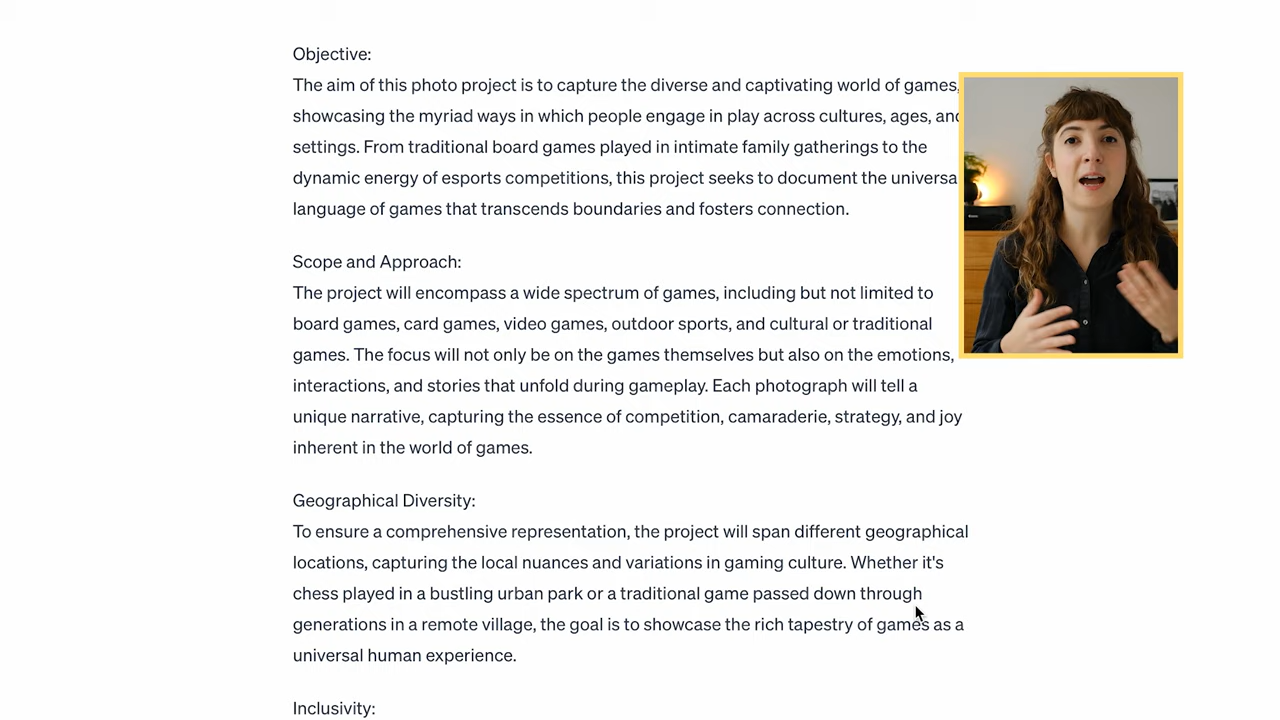 Objective:
The aim of this photo project is to capture the diverse and captivating world of games,
showcasing the myriad ways in which people engage in play across cultures, ages, and
settings. From traditional board games played in intimate family gatherings to the
dynamic energy of esports competitions, this project seeks to document the universa
language of games that transcends boundaries and fosters connection.
Scope and Approach:
The project will encompass a wide spectrum of games, including but not limited to
board games, card games, video games, outdoor sports, and cultural or traditional
games. The focus will not only be on the games themselves but also on the emotions,
interactions, and stories that unfold during gameplay. Each photograph will tell a
unique narrative, capturing the essence of competition, camaraderie, strategy, and joy
inherent in the world of games.
Geographical Diversity:
To ensure a comprehensive representation, the project will span different geographical
locations, capturing the local nuances and variations in gaming culture. Whether it's
chess played in a bustling urban park or a traditional game passed down through
generations in a remote village, the goal is to showcase the rich tapestry of games as a
universal human experience.
Inclusivity: